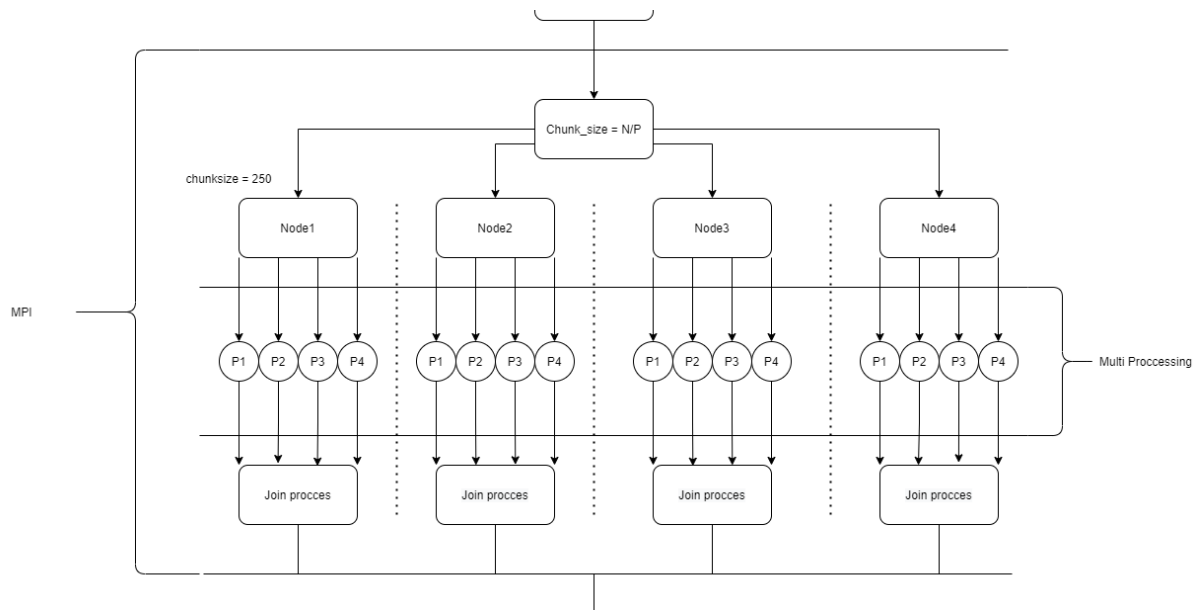 Chunk_size = N/P
chunksize = 250
Node1
Node2
Node3
Node4
MPI
P1 P2 P3 P4 P1 P2 P3 P4 P1 P2 P3 P4 P1 P2 P3 P4
Multi Proccessing
Join procces
Join procces
Join procces
Join procces